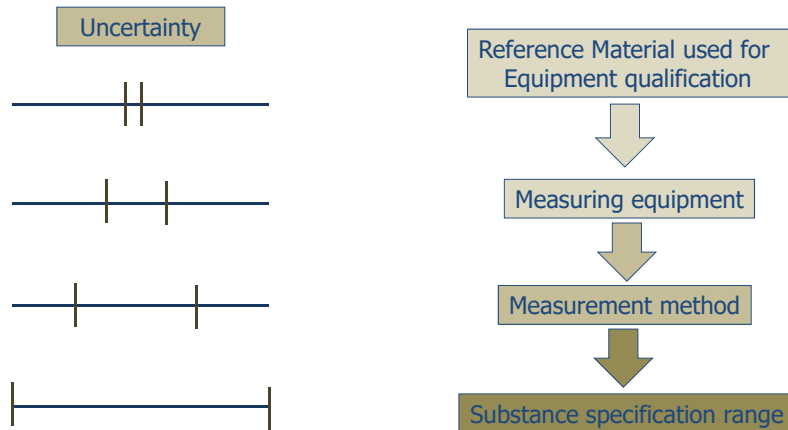 Uncertainty
Reference Material used for
Equipment qualification
Measuring equipment
Measurement method
Substance specification range